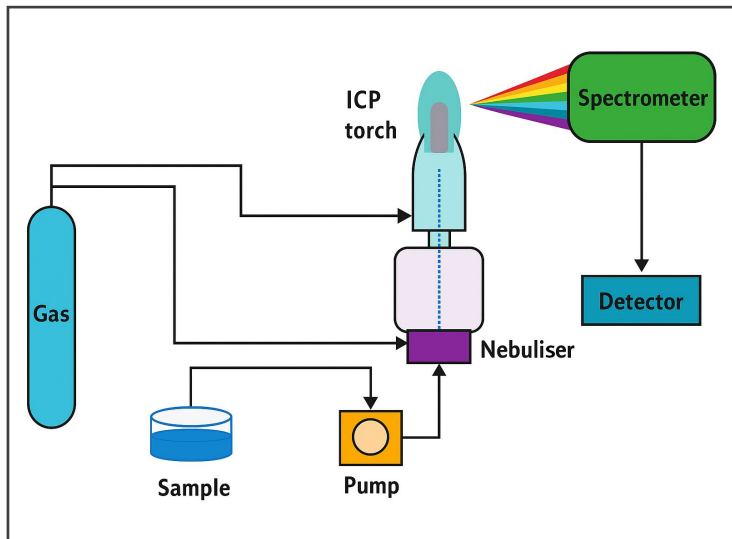 ICP
torch
Spectrometer
Gas
Detector
Nebuliser
Sample
Pump